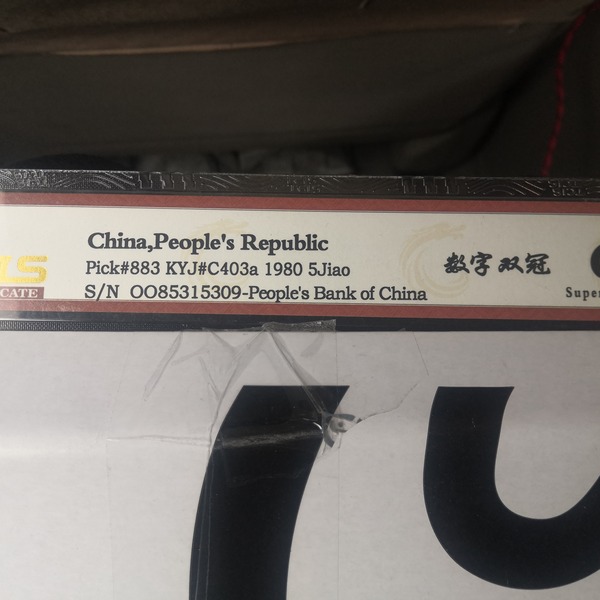 China,People's Republic
Pick#883 KYJ#C403a 1980 5Jiao
S/N OO85315309-People's Bank of China
数字双冠